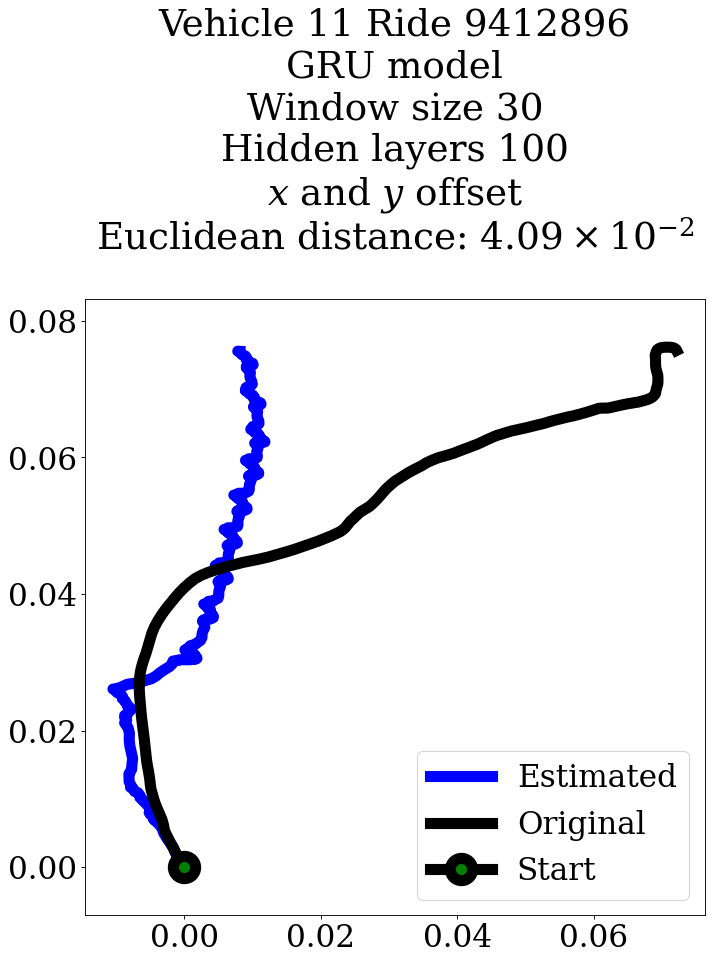 Vehicle 11 Ride 9412896
GRU model
Window size 30
Hidden layers 100
x and y offset
Euclidean distance: 4.09 × 10⁻²
0.08
0.06
0.04
0.02
0.00
Estimated
Original
Start
0.00 0.02 0.04 0.06